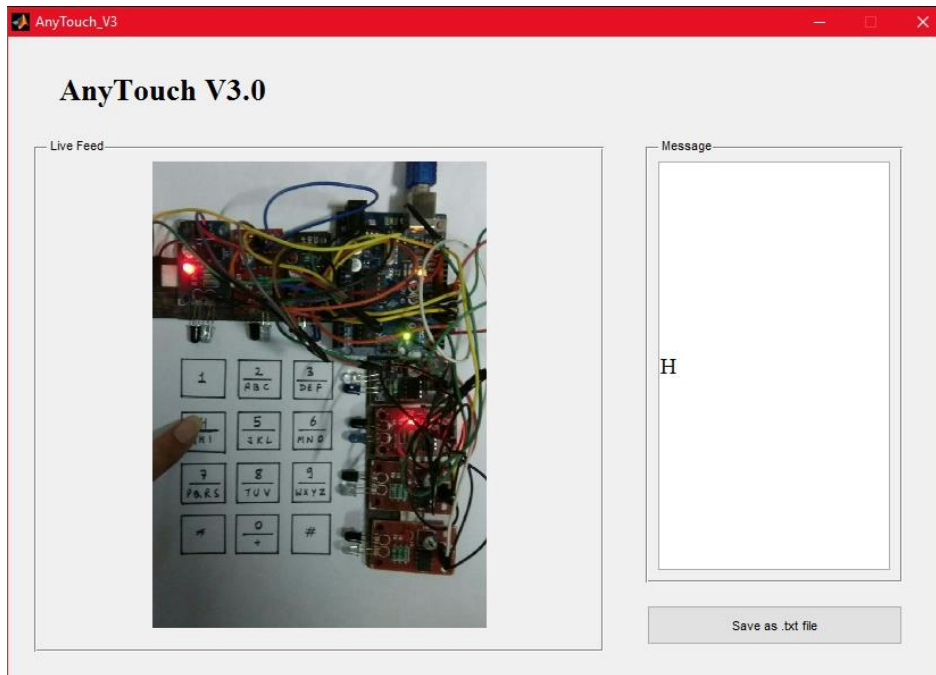 AnyTouch_V3
AnyTouch V3.0
Live Feed
Message
1
2
ABC
3
DEF
4
5
JKL
6
MNO
7
PQRS
8
TUV
9
WXYZ
*
0
+
#
H
Save as .txt file